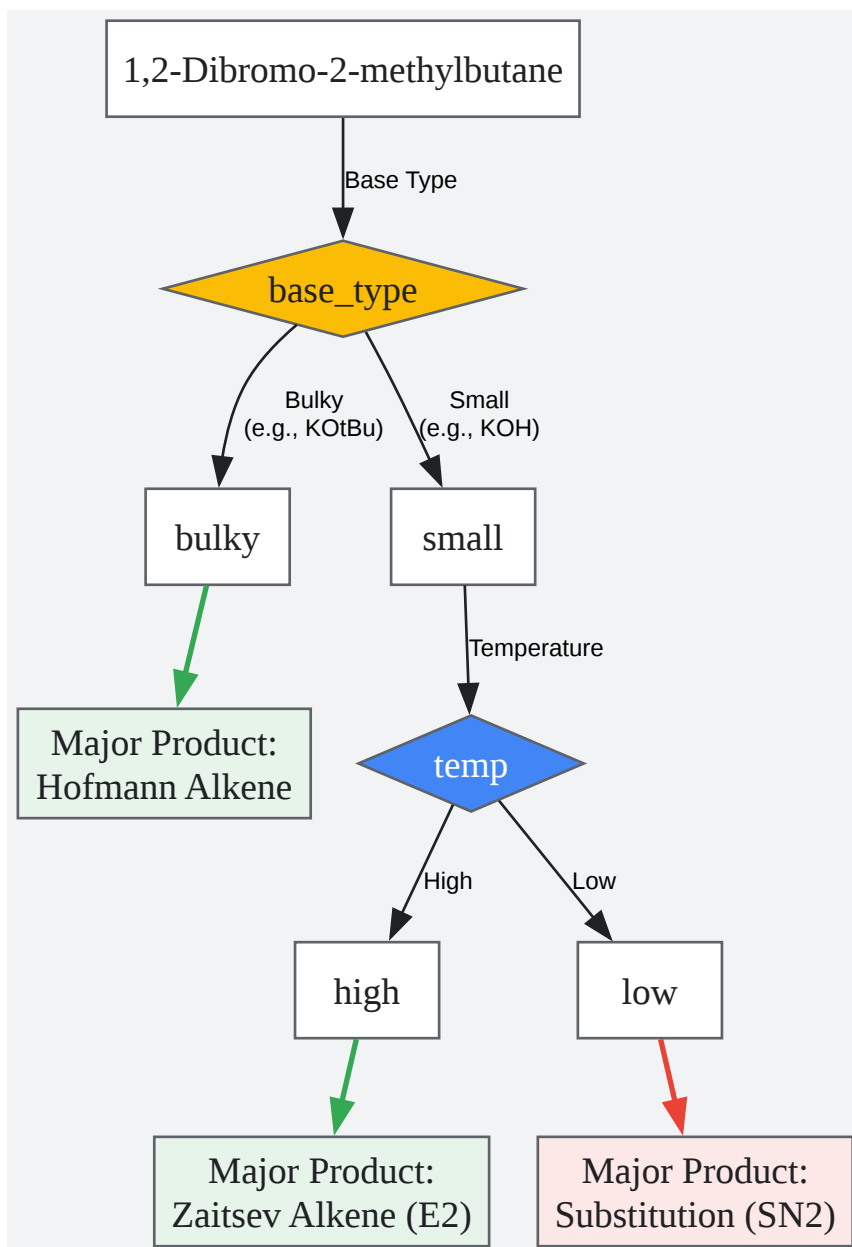 1,2-Dibromo-2-methylbutane
Base Type
base_type
Bulky
(e.g., KOtBu)
Small
(e.g., KOH)
bulky
small
Temperature
Major Product:
Hofmann Alkene
temp
High
Low
high
low
Major Product:
Zaitsev Alkene (E2)
Major Product:
Substitution (SN2)